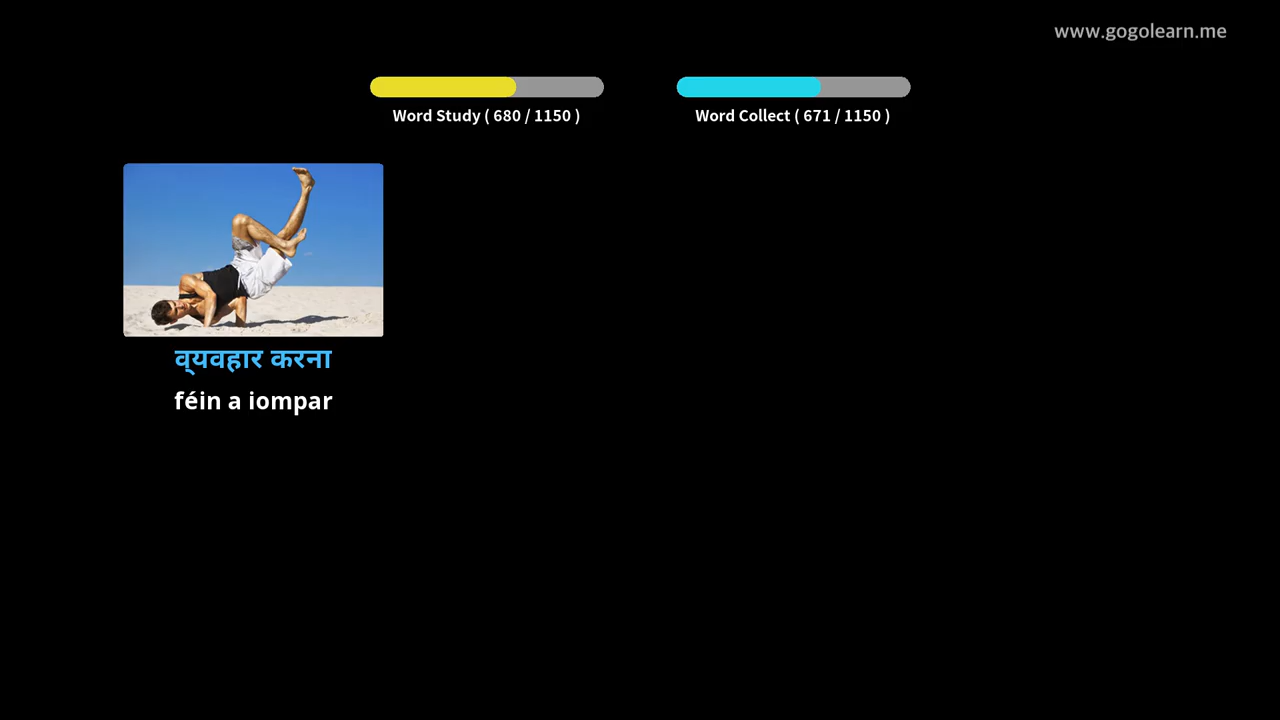 www.gogolearn.me
Word Study ( 680 / 1150 )
Word Collect ( 671 / 1150 )
व्यवहार करना
féin a iompar